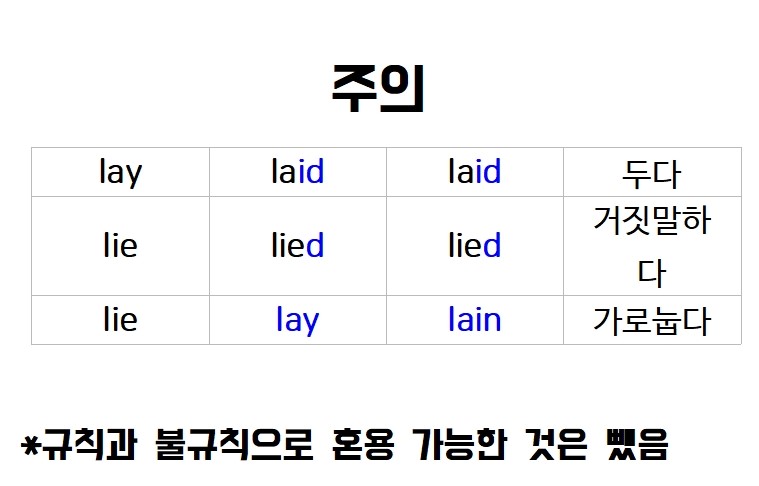 주의
lay laid laid 두다
lie lied lied 거짓말하
다
lie lay lain 가로눕다
*규칙과 불규칙으로 혼용 가능한 것은 뺐음